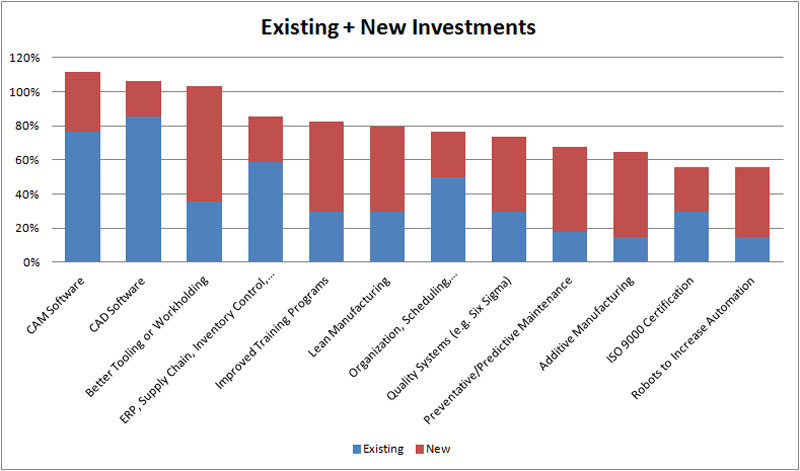 Existing + New Investments
120%
100%
80%
60%
40%
20%
0%
CAM Software
CAD Software
Better Tooling or Workholding
ERP, Supply Chain, Inventory Control,...
Improved Training Programs
Lean Manufacturing
Organization, Scheduling,...
Quality Systems (e.g. Six Sigma)
Preventative/Predictive Maintenance
Additive Manufacturing
ISO 9000 Certification
Robots to Increase Automation
Existing
New